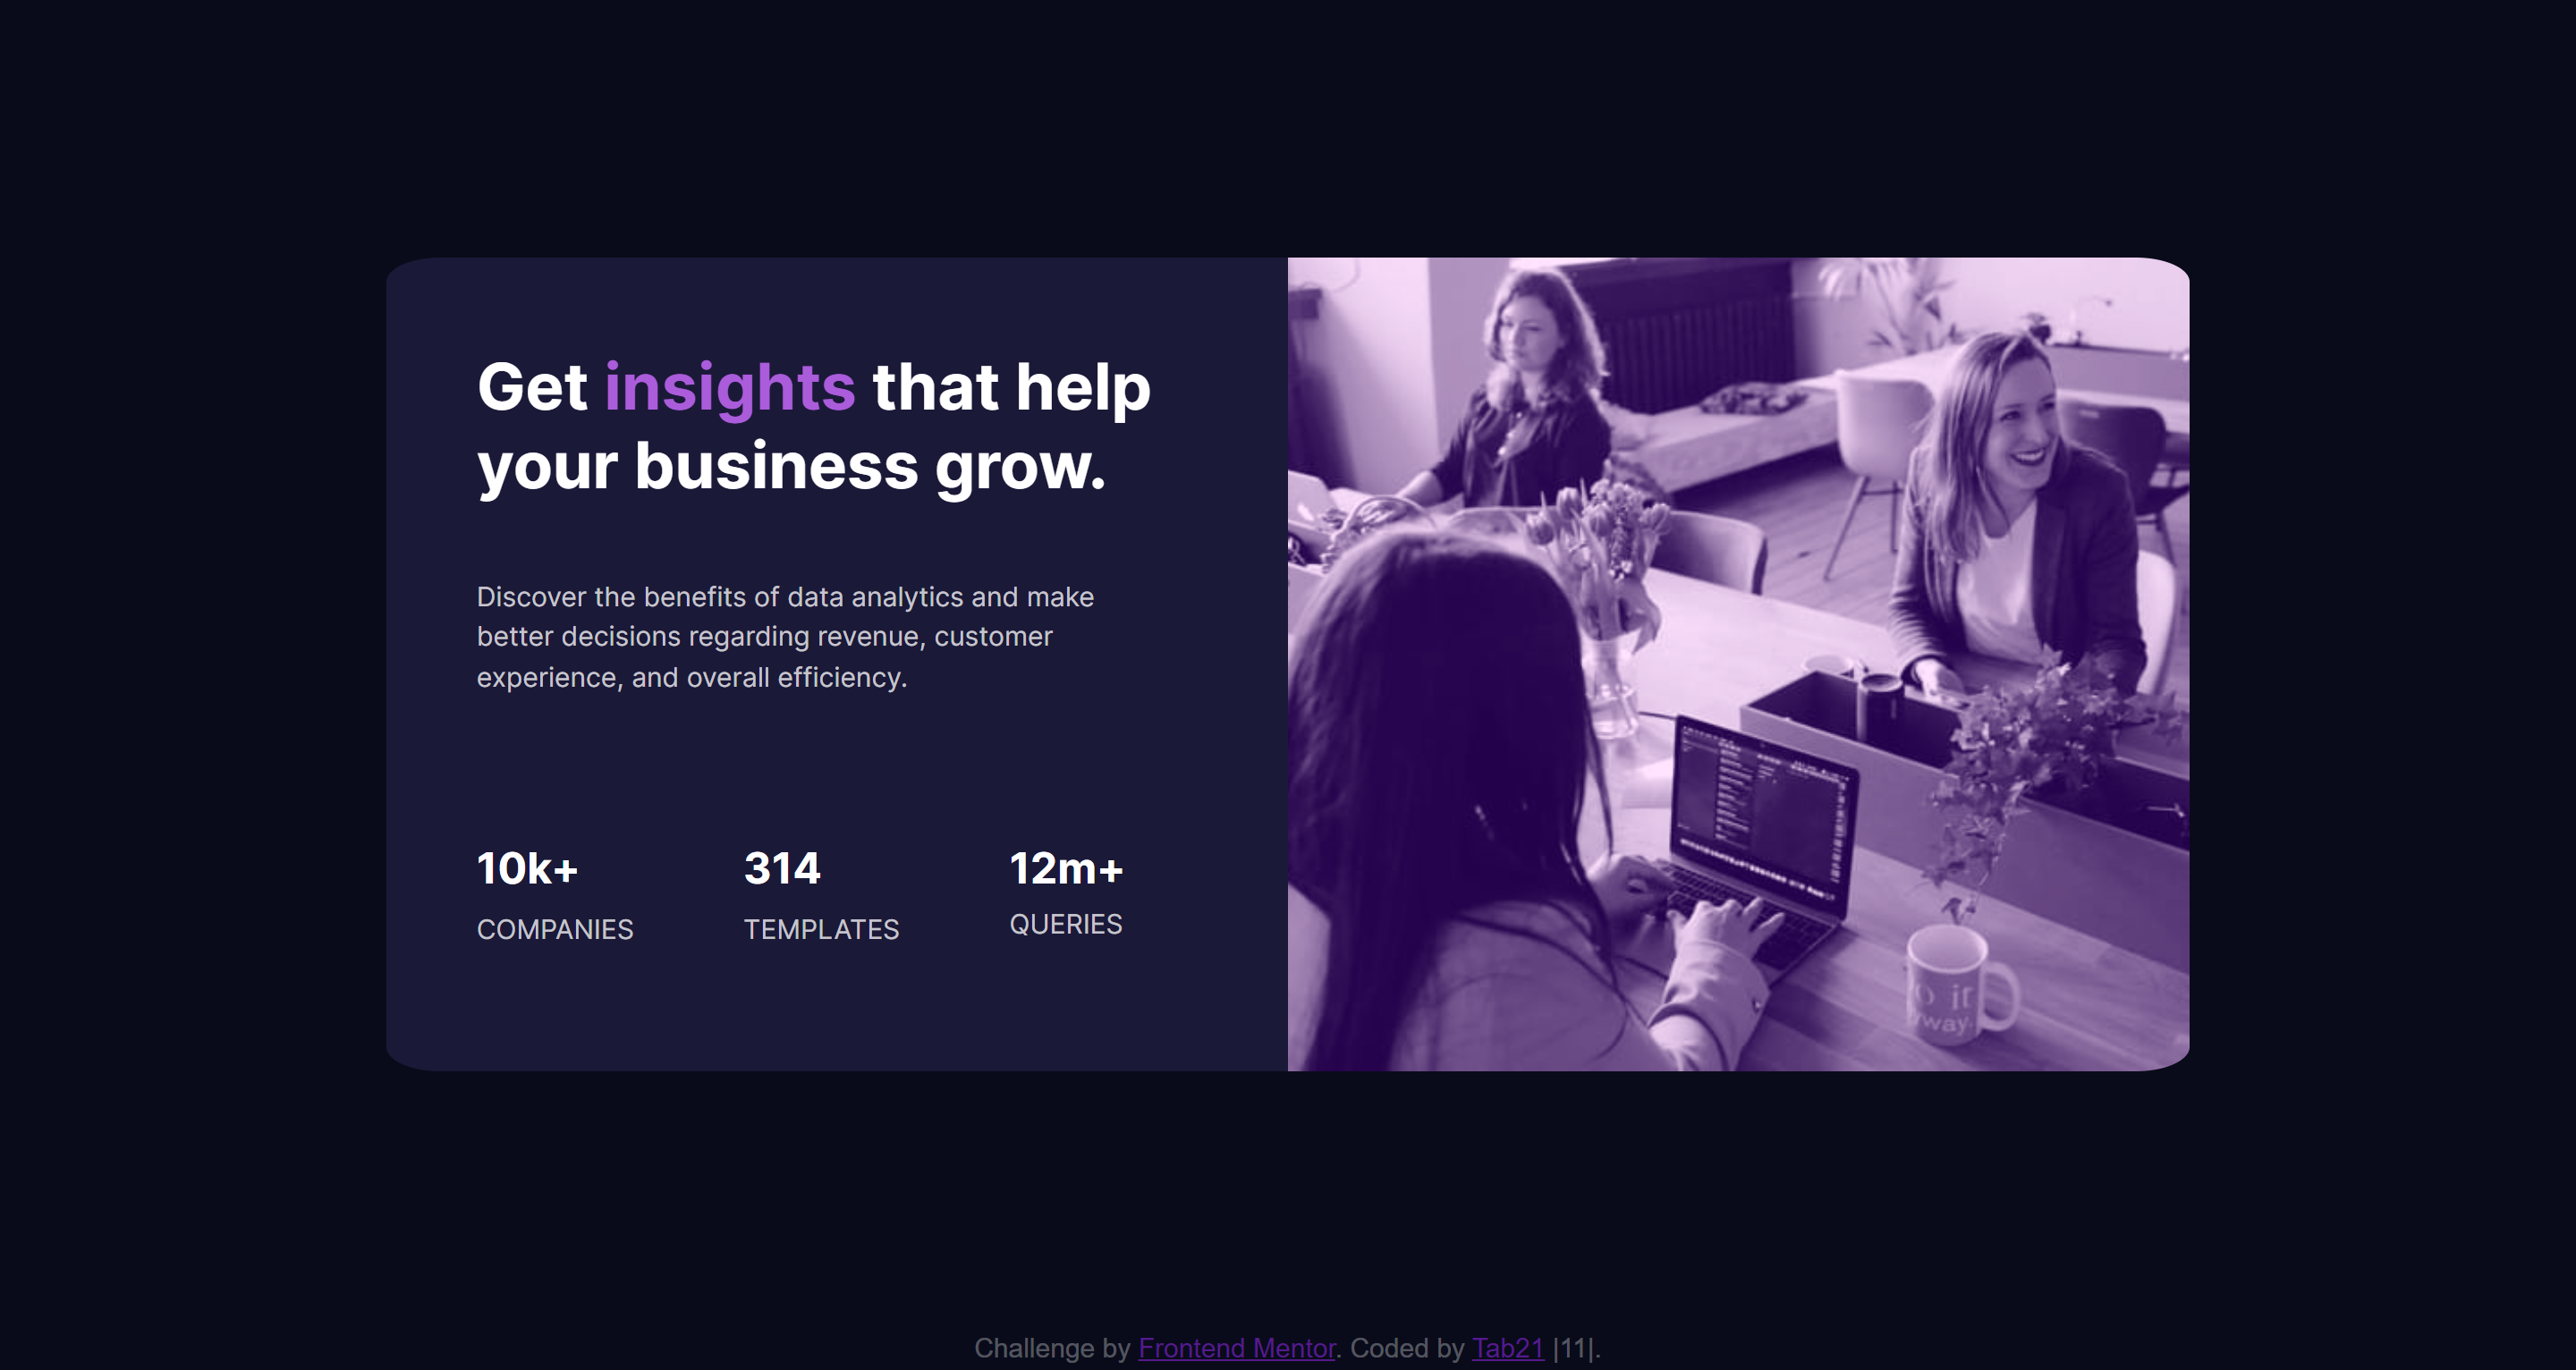 Get insights that help
your business grow.
Discover the benefits of data analytics and make
better decisions regarding revenue, customer
experience, and overall efficiency.
10k+ 314 12m+
COMPANIES TEMPLATES QUERIES
Challenge by Frontend Mentor. Coded by Tab21 |11|.